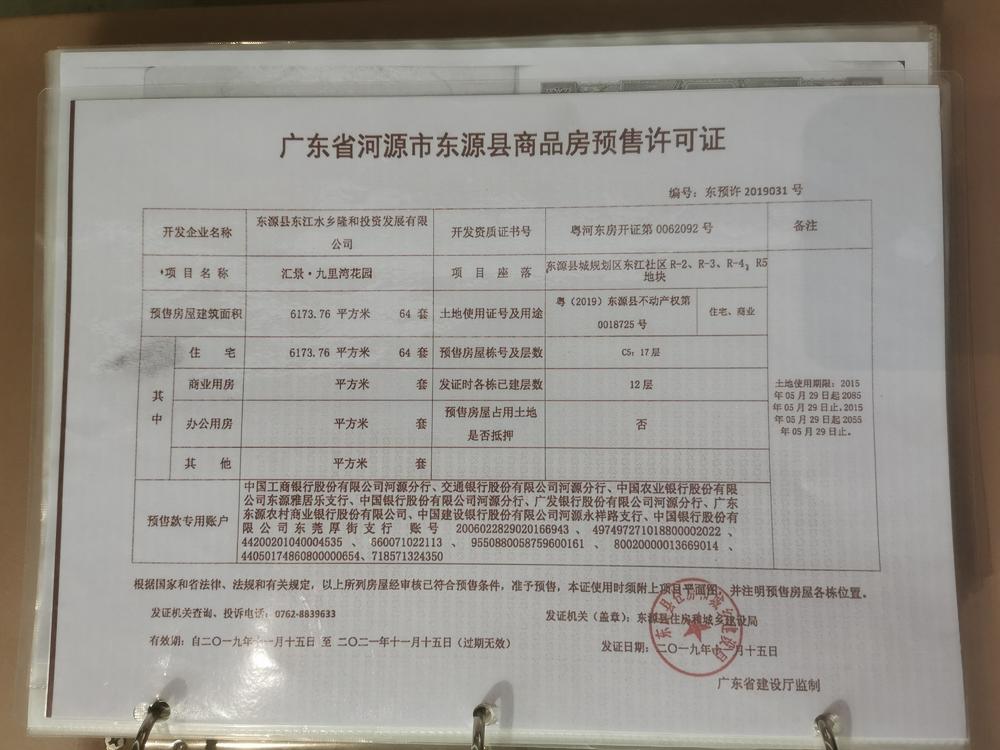 广东省河源市东源县商品房预售许可证
编号：东预许 2019031 号
开发企业名称 东源县东江水乡隆和投资发展有限公司 开发资质证书号 粤河东房开证第 0062092 号 备注
项目名称 汇景·九里湾花园 项目座落 东源县城规划区东江社区 R-2、R-3、R-4，R5 地块
预售房屋建筑面积 6173.76 平方米 64 套 土地使用证号及用途 粤（2019）东源县不动产权第 0018725 号 住宅、商业
其中
住宅 6173.76 平方米 64 套 预售房屋栋号及层数 C5：17 层
商业用房 平方米 套 发证时各栋已建层数 12 层
办公用房 平方米 套 预售房屋占用土地是否抵押 否
其他 平方米 套
土地使用期限：2015
年 05 月 29 日起 2085
年 05 月 29 日止。2015
年 05 月 29 日起 2055
年 05 月 29 日止。
预售款专用账户
中国工商银行股份有限公司河源分行、交通银行股份有限公司河源分行、中国农业银行股份有限
公司东源雅居乐支行、中国银行股份有限公司河源分行、广发银行股份有限公司河源分行、广东
东源农村商业银行股份有限公司、中国建设银行股份有限公司河源永祥路支行、中国银行股份有
限公司东莞厚街支行 账号 2006022829020166943 、 497497271018800002022 、
44200201040004535 、 660071022113 、 9550880058759600161 、 80020000013669014 、
44050174860800000654、718571324350
根据国家和省法律、法规和有关规定，以上所列房屋经审核已符合预售条件，准予预售，本证使用时须附上项目平面图，并注明预售房屋各栋位置。
发证机关查询、投诉电话：0762-8839633
发证机关（盖章）：东源县住房和城乡建设局
有效期：自二〇一九年十一月十五日 至 二〇二一年十一月十五日（过期无效）
发证日期：二〇一九年十一月十五日
广东省建设厅监制